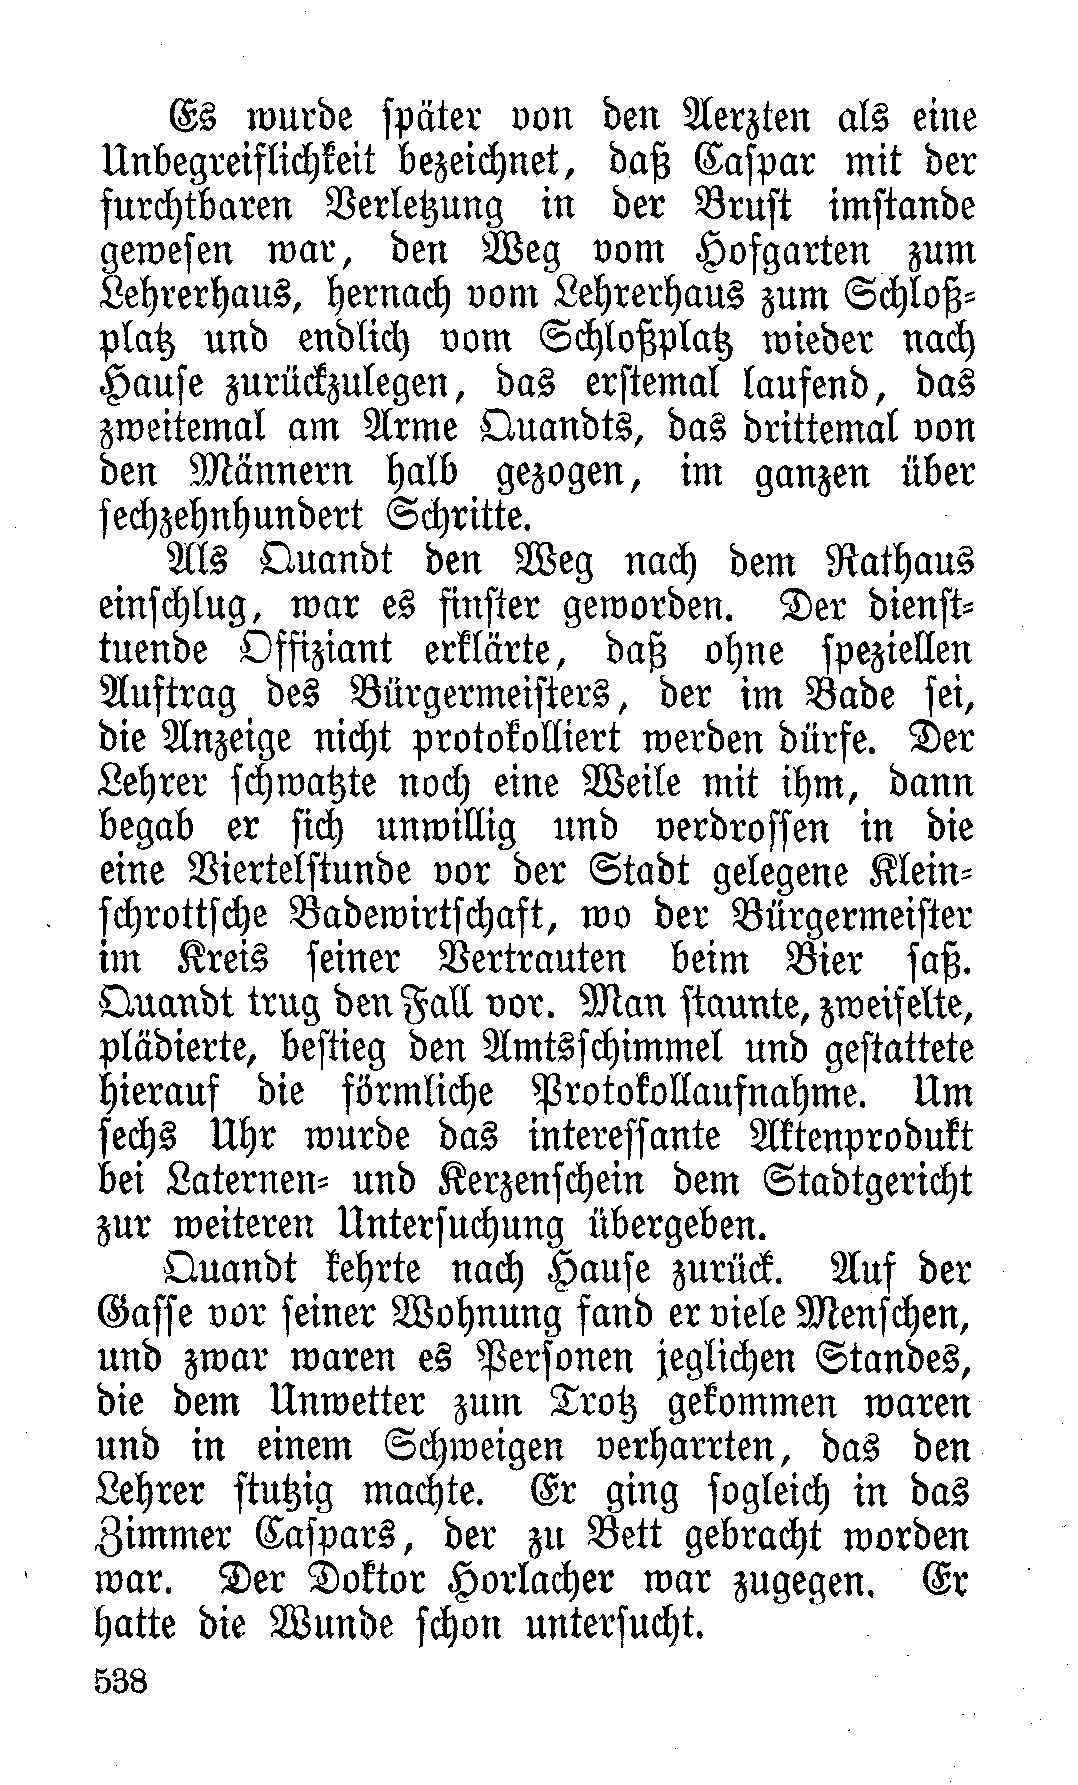 Es wurde später von den Aerzten als eine
Unbegreiflichkeit bezeichnet, daß Caspar mit der
furchtbaren Verletzung in der Brust imstande
gewesen war, den Weg vom Hofgarten zum
Lehrerhaus, hernach vom Lehrerhaus zum Schloß-
platz und endlich vom Schloßplatz wieder nach
Hause zurückzulegen, das erstemal laufend, das
zweitemal am Arme Quandts, das drittemal von
den Männern halb gezogen, im ganzen über
sechzehnhundert Schritte.
Als Quandt den Weg nach dem Rathaus
einschlug, war es finster geworden. Der dienst-
tuende Offiziant erklärte, daß ohne speziellen
Auftrag des Bürgermeisters, der im Bade sei,
die Anzeige nicht protokolliert werden dürfe. Der
Lehrer schwatzte noch eine Weile mit ihm, dann
begab er sich unwillig und verdrossen in die
eine Viertelstunde vor der Stadt gelegene Klein-
schrottsche Badewirtschaft, wo der Bürgermeister
im Kreis seiner Vertrauten beim Bier saß.
Quandt trug den Fall vor. Man staunte, zweifelte,
plädierte, bestieg den Amtsschimmel und gestattete
hierauf die förmliche Protokollaufnahme. Um
sechs Uhr wurde das interessante Aktenprodukt
bei Laternen- und Kerzenschein dem Stadtgericht
zur weiteren Untersuchung übergeben.
Quandt kehrte nach Hause zurück. Auf der
Gasse vor seiner Wohnung fand er viele Menschen,
und zwar waren es Personen jeglichen Standes,
die dem Unwetter zum Trotz gekommen waren
und in einem Schweigen verharrten, das den
Lehrer stutzig machte. Er ging sogleich in das
Zimmer Caspars, der zu Bett gebracht worden
war. Der Doktor Horlacher war zugegen. Er
hatte die Wunde schon untersucht.
538